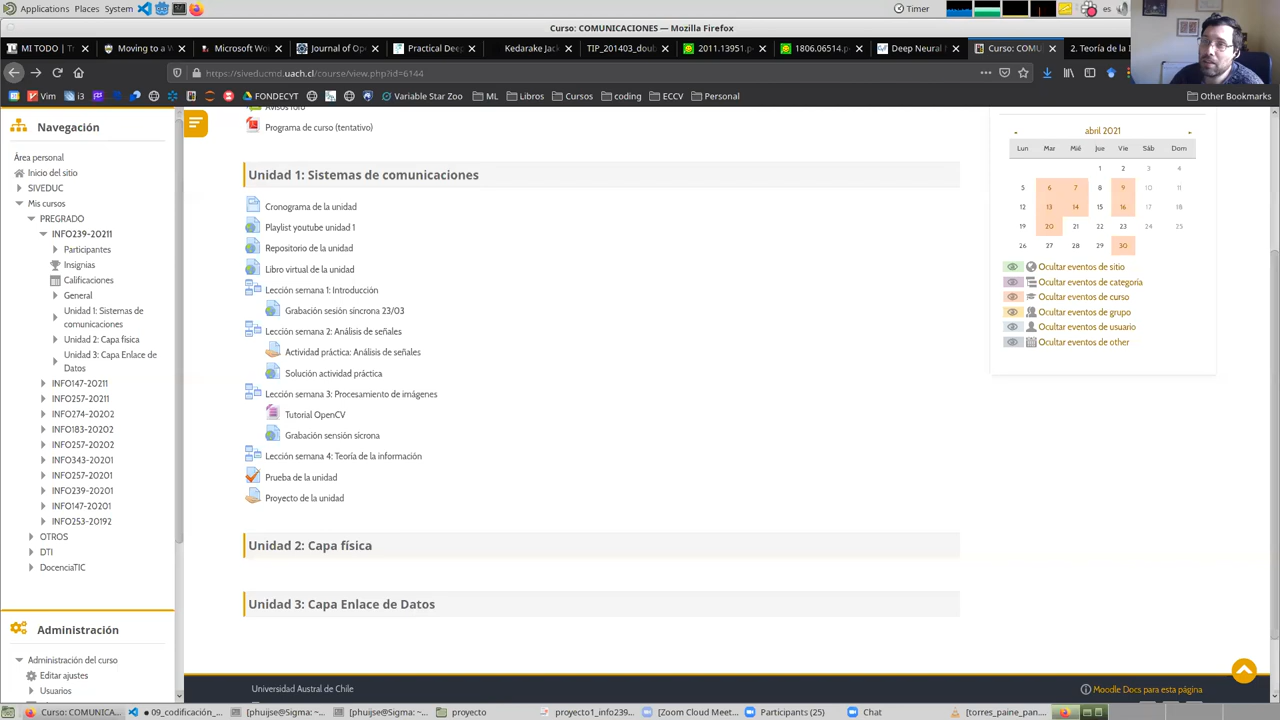 Applications Places System Timer es
Curso: COMUNICACIONES — Mozilla Firefox
MI TODO | Tr Moving to a w Microsoft Work Journal of Op Practical Deep Kedarake Jack TIP_201403_doub 2011.13951.p 1806.06514.p Deep Neural N Curso: COMU 2. Teoría de la I
https://siveducmd.uach.cl/course/view.php?id=6144
Vim FONDECYT Variable Star Zoo ML Libros Cursos coding ECCV Personal Other Bookmarks
Navegación
Área personal
Inicio del sitio
SIVEDUC
Mis cursos
PREGRADO
INFO239-20211
Participantes
Insignias
Calificaciones
General
Unidad 1: Sistemas de
comunicaciones
Unidad 2: Capa física
Unidad 3: Capa Enlace de
Datos
INFO147-20211
INFO257-20211
INFO274-20202
INFO183-20202
INFO257-20202
INFO343-20201
INFO257-20201
INFO239-20201
INFO147-20201
INFO253-20192
OTROS
DTI
DocenciaTIC
Administración
Administración del curso
Editar ajustes
Usuarios
Avisos foro
Programa de curso (tentativo)
Unidad 1: Sistemas de comunicaciones
Cronograma de la unidad
Playlist youtube unidad 1
Repositorio de la unidad
Libro virtual de la unidad
Lección semana 1: Introducción
Grabación sesión sincrona 23/03
Lección semana 2: Análisis de señales
Actividad práctica: Análisis de señales
Solución actividad práctica
Lección semana 3: Procesamiento de imágenes
Tutorial OpenCV
Grabación sensión sícrona
Lección semana 4: Teoría de la información
Prueba de la unidad
Proyecto de la unidad
Unidad 2: Capa física
Unidad 3: Capa Enlace de Datos
abril 2021
Lun Mar Mié Jue Vie Sáb Dom
1 2 3 4
5 6 7 8 9 10 11
12 13 14 15 16 17 18
19 20 21 22 23 24 25
26 27 28 29 30
Ocultar eventos de sitio
Ocultar eventos de categoría
Ocultar eventos de curso
Ocultar eventos de grupo
Ocultar eventos de usuario
Ocultar eventos de other
Universidad Austral de Chile
Moodle Docs para esta página
Curso: COMUNICA... 09_codificación_... [phuijse@Sigma: ~... [phuijse@Sigma: ~... proyecto proyecto1_info239... [Zoom Cloud Meet... Participants (25) Chat [torres_paine_pan...